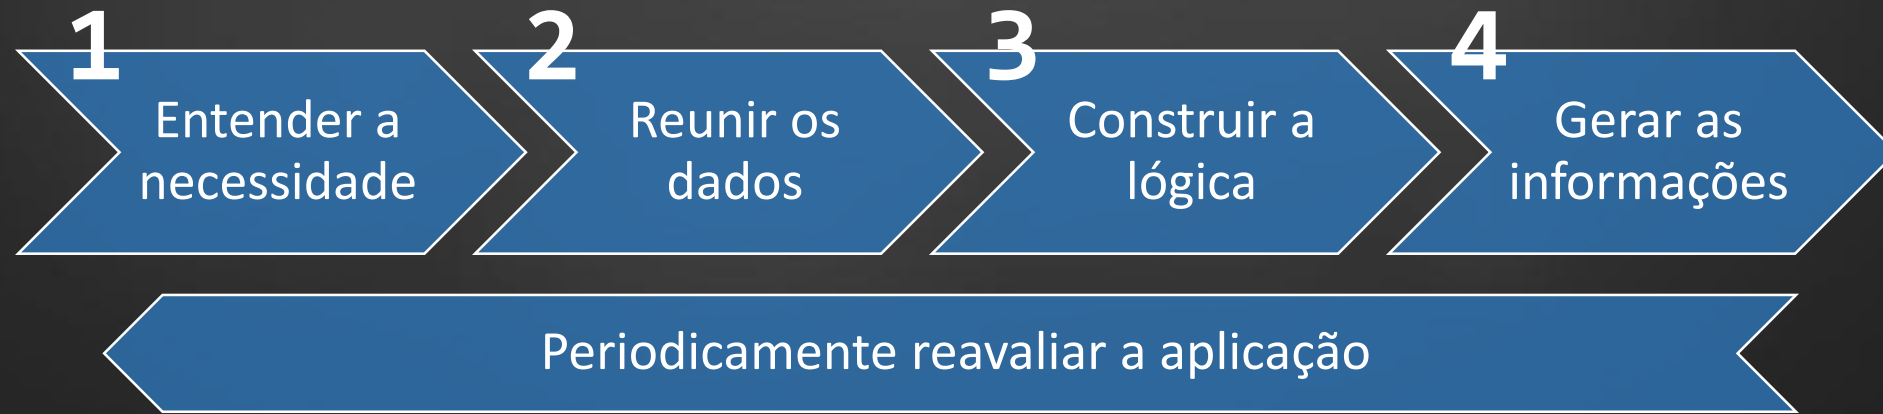 1
Entender a
necessidade
2
Reunir os
dados
3
Construir a
lógica
4
Gerar as
informações
Periodicamente reavaliar a aplicação